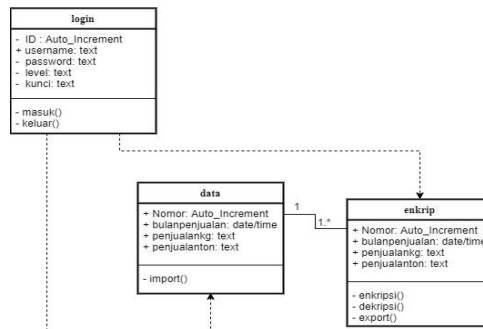 login
- ID : Auto_Increment
+ username: text
- password: text
- level: text
- kunci: text
- masuk()
- keluar()
data
+ Nomor: Auto_Increment
+ bulanpenjualan: date/time
+ penjualankg: text
+ penjualanton: text
- import()
1
1.*
enkrip
+ Nomor: Auto_Increment
+ bulanpenjualan: date/time
+ penjualankg: text
+ penjualanton: text
- enkripsi()
- dekripsi()
- export()